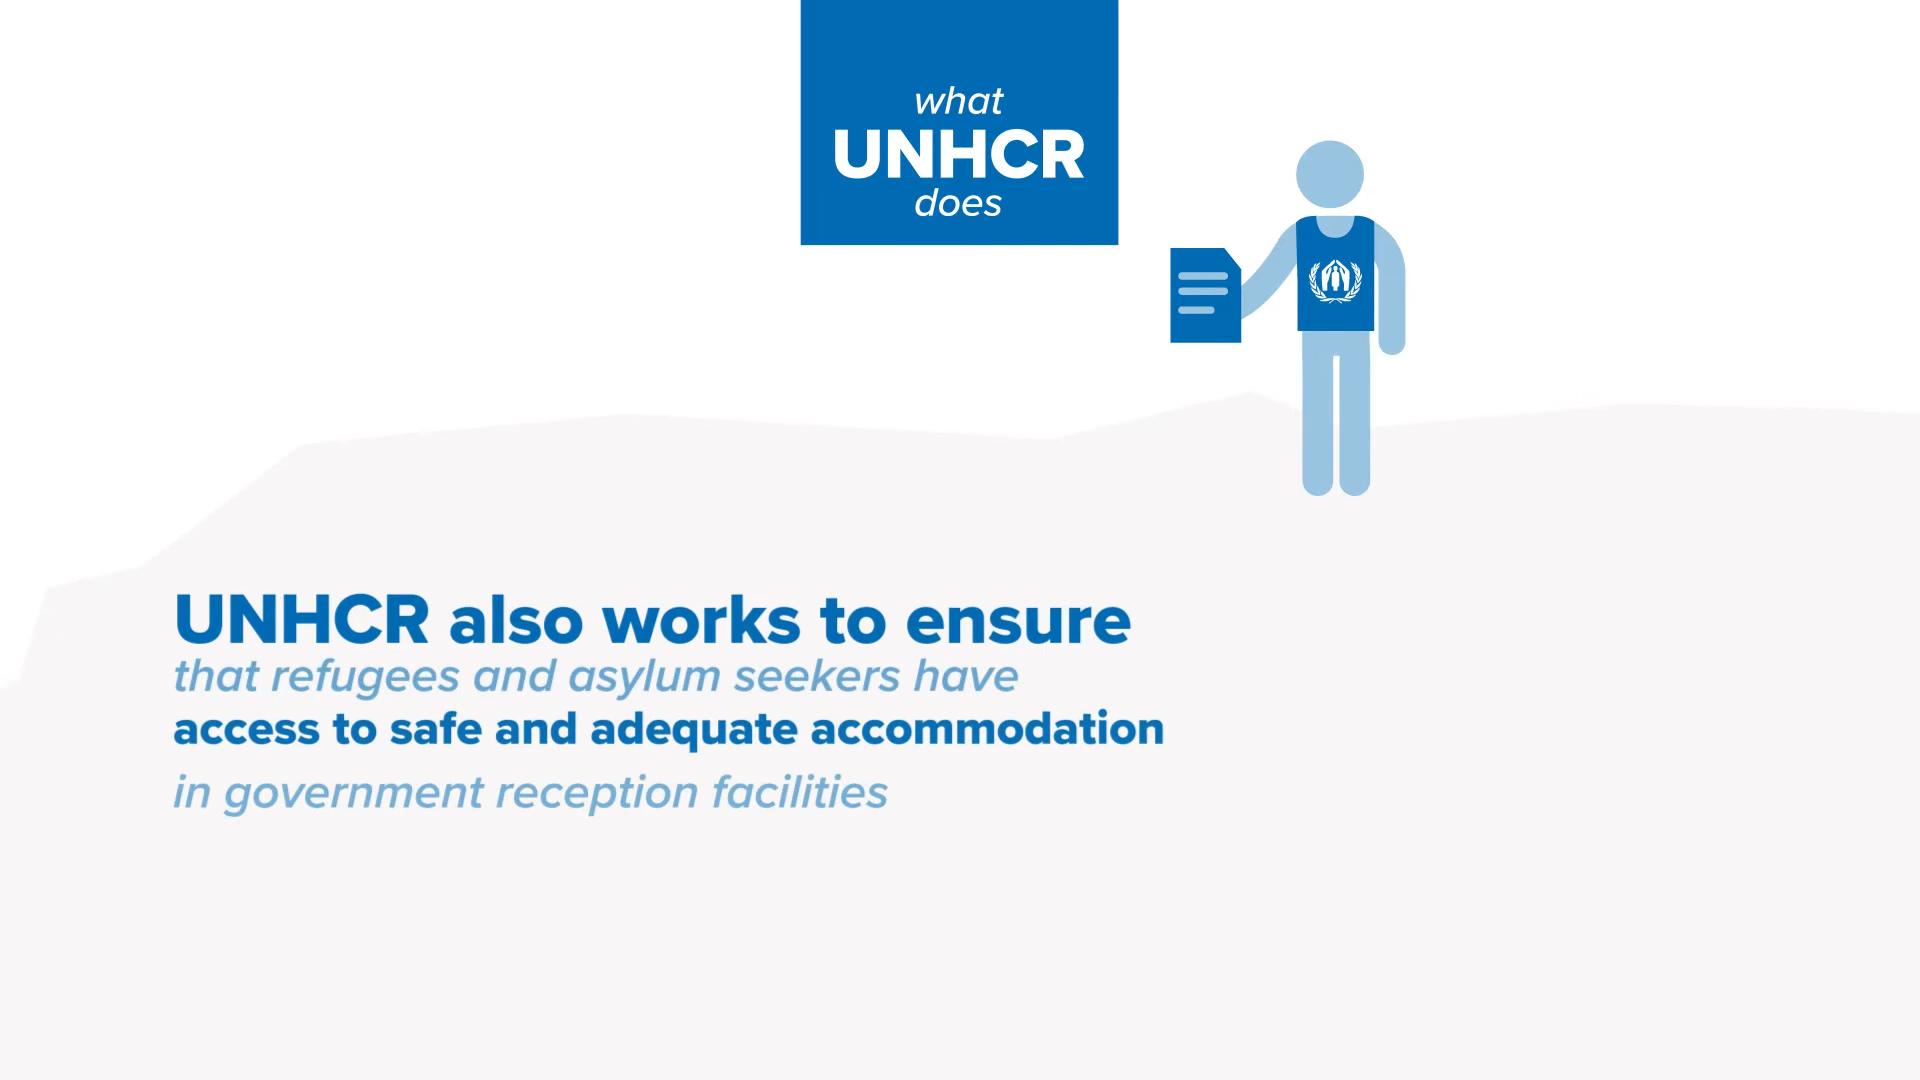 what
UNHCR
does
UNHCR also works to ensure
that refugees and asylum seekers have
access to safe and adequate accommodation
in government reception facilities